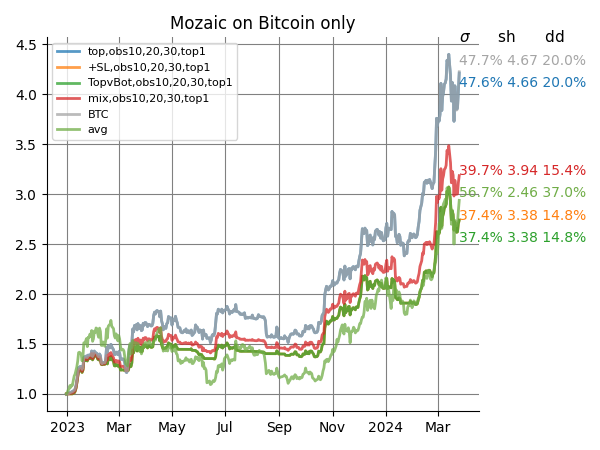 Mozaic on Bitcoin only
σ sh dd
top,obs10,20,30,top1
+SL,obs10,20,30,top1
TopvBot,obs10,20,30,top1
mix,obs10,20,30,top1
BTC
avg
47.7% 4.67 20.0%
47.6% 4.66 20.0%
39.7% 3.94 15.4%
56.7% 2.46 37.0%
37.4% 3.38 14.8%
37.4% 3.38 14.8%
4.5
4.0
3.5
3.0
2.5
2.0
1.5
1.0
2023 Mar May Jul Sep Nov 2024 Mar